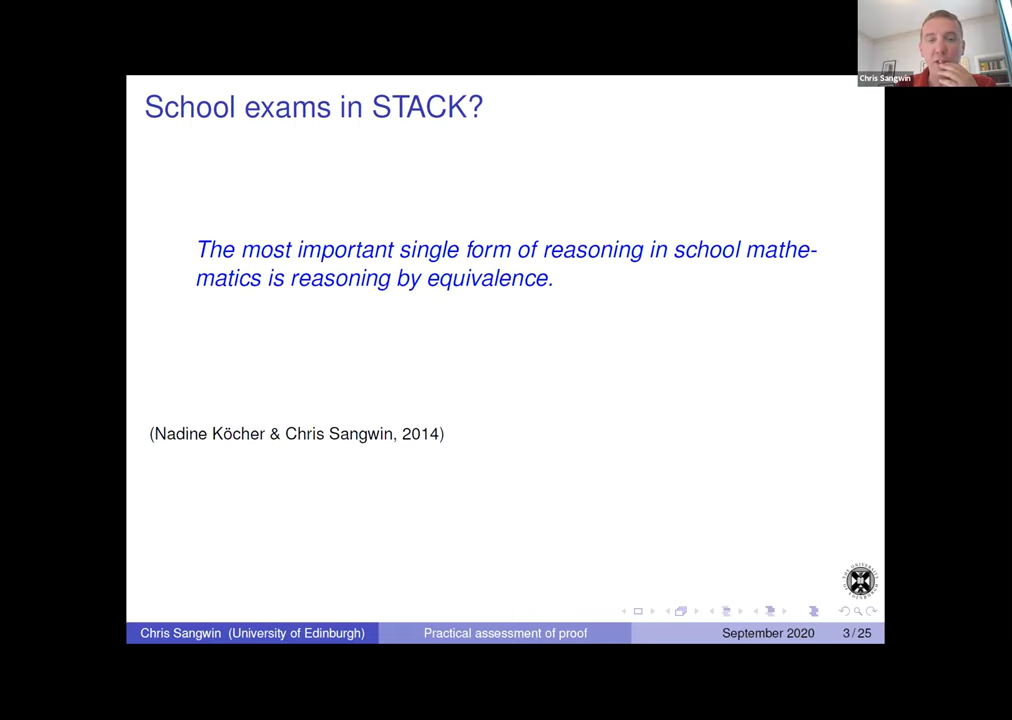 Chris Sangwin
School exams in STACK?
The most important single form of reasoning in school mathe-
matics is reasoning by equivalence.
(Nadine Köcher & Chris Sangwin, 2014)
Chris Sangwin (University of Edinburgh) Practical assessment of proof September 2020 3 / 25